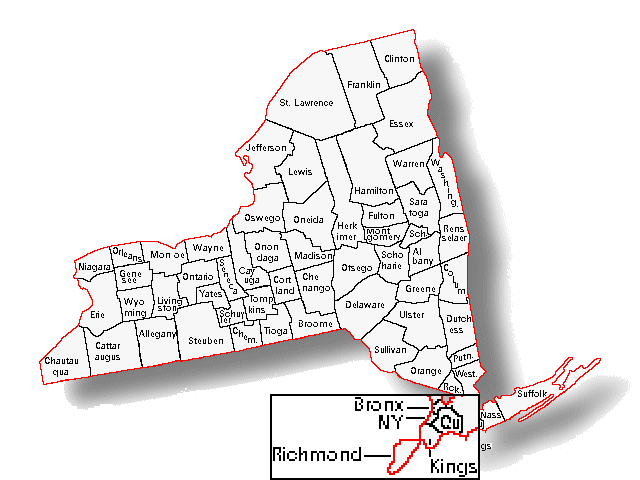 Clinton
Franklin
St. Lawrence
Essex
Jefferson
Lewis
Warren
Washing.
Hamilton
Sara
toga
Oswego
Oneida
Herk
imer
Fulton
Mont
gomery
Sch.
Rens
selaer
Niagara
Orleans
Monroe
Wayne
Onon
daga
Madison
Otsego
Scho
harie
Al
bany
Gene
see
Ontario
Seneca
Cay
uga
Cort
land
Che
nango
Colum.
Erie
Wyo
ming
Living
ston
Yates
Tomp
kins
Schuy
ler
Delaware
Greene
Ulster
Dutch
ess
Chautau
qua
Cattar
augus
Allegany
Steuben
Chem.
Tioga
Broome
Sullivan
Orange
Putn.
West.
Rck.
Suffolk
Nass
Bronx
NY
Qu
Richmond
Kings
gs